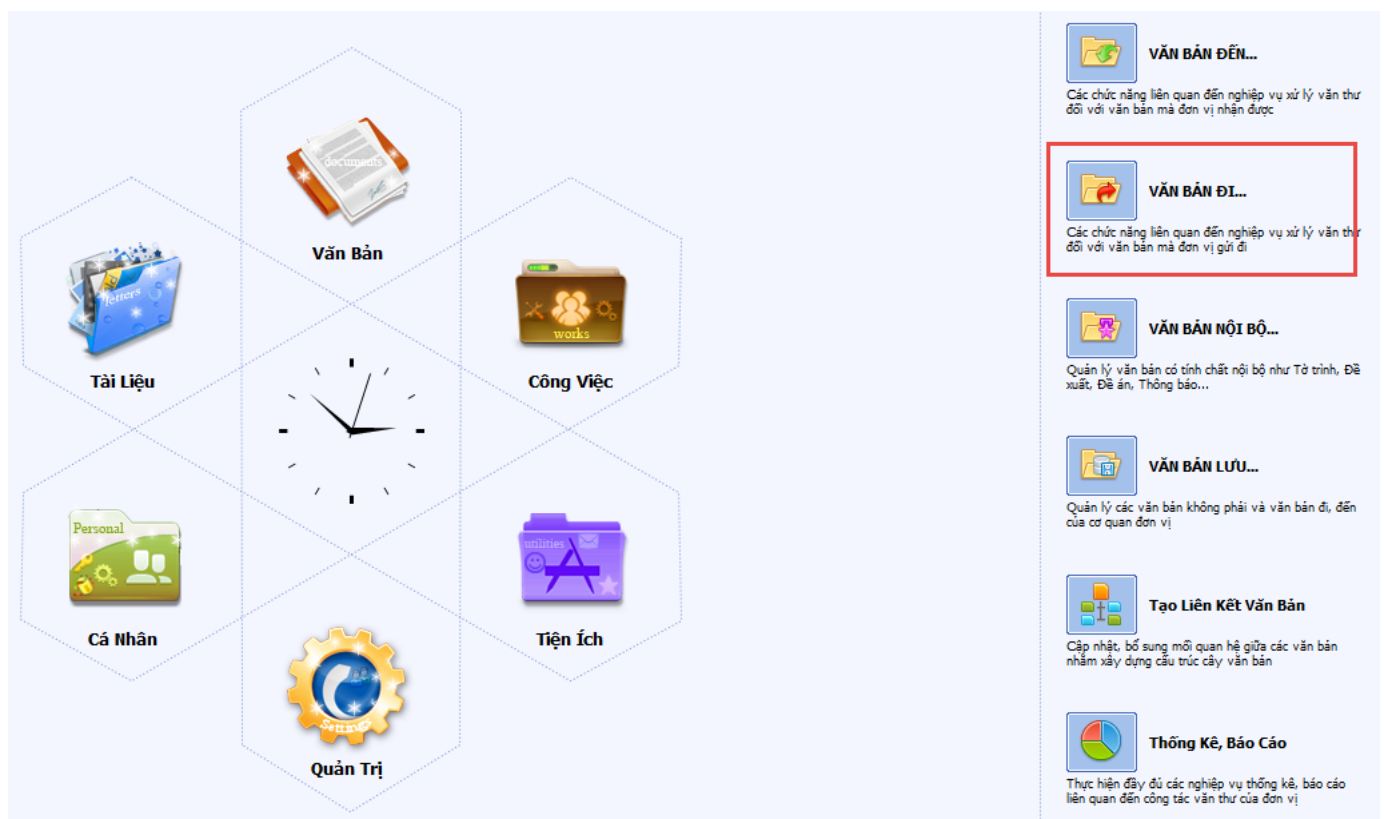 documents
Văn Bản
letters
Tài Liệu
works
Công Việc
Personal
Cá Nhân
utilities
Tiện Ích
Settings
Quản Trị
VĂN BẢN ĐẾN...
Các chức năng liên quan đến nghiệp vụ xử lý văn thư
đối với văn bản mà đơn vị nhận được
VĂN BẢN ĐI...
Các chức năng liên quan đến nghiệp vụ xử lý văn thư
đối với văn bản mà đơn vị gửi đi
VĂN BẢN NỘI BỘ...
Quản lý văn bản có tính chất nội bộ như Tờ trình, Đề
xuất, Đề án, Thông báo...
VĂN BẢN LƯU...
Quản lý các văn bản không phải và văn bản đi, đến
của cơ quan đơn vị
Tạo Liên Kết Văn Bản
Cập nhật, bổ sung mối quan hệ giữa các văn bản
nhằm xây dựng cấu trúc cây văn bản
Thống Kê, Báo Cáo
Thực hiện đầy đủ các nghiệp vụ thống kê, báo cáo
liên quan đến công tác văn thư của đơn vị